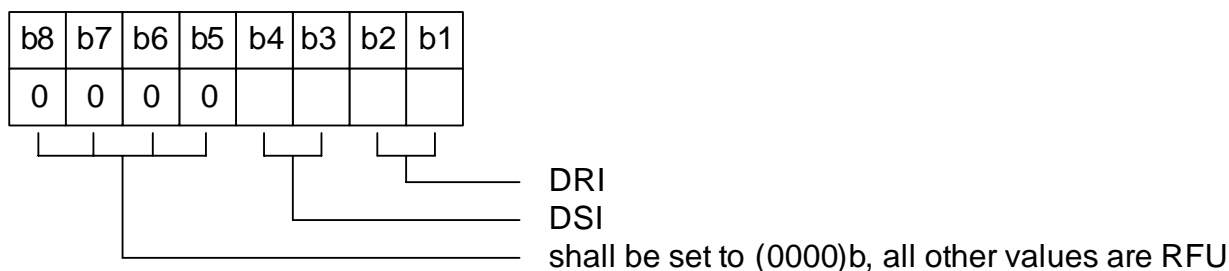 b8 b7 b6 b5 b4 b3 b2 b1
0 0 0 0
DRI
DSI
shall be set to (0000)b, all other values are RFU